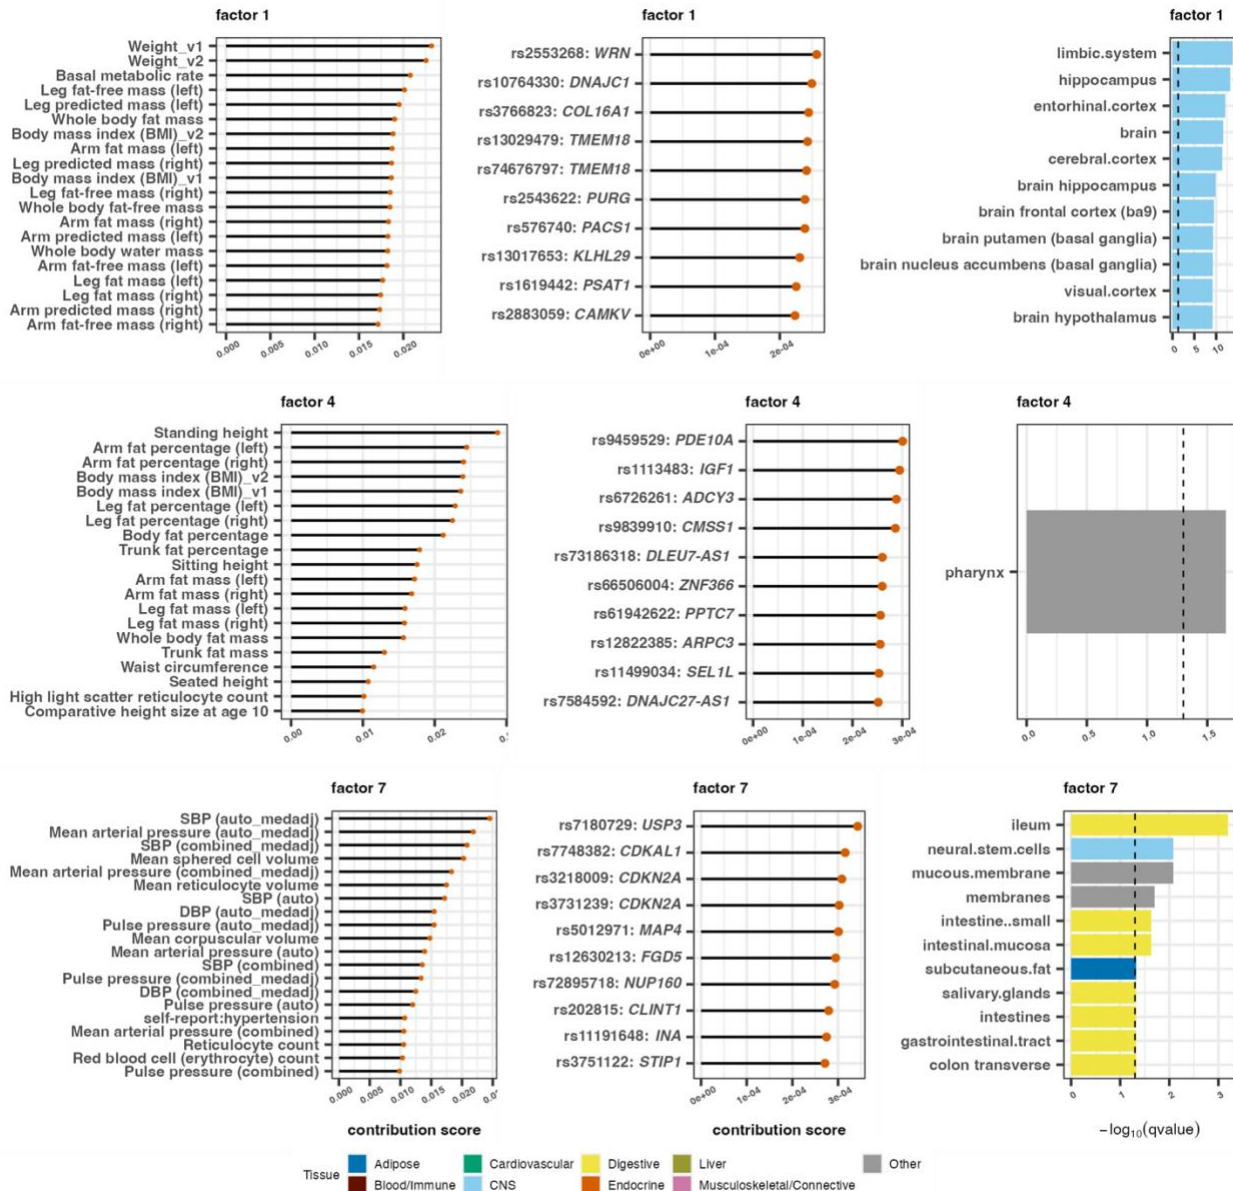 factor 1
Weight_v1
Weight_v2
Basal metabolic rate
Leg fat-free mass (left)
Leg predicted mass (left)
Whole body fat mass
Body mass index (BMI)_v2
Arm fat mass (left)
Leg predicted mass (right)
Body mass index (BMI)_v1
Leg fat-free mass (right)
Whole body fat-free mass
Arm fat mass (right)
Arm predicted mass (left)
Whole body water mass
Arm fat-free mass (left)
Leg fat mass (left)
Leg fat mass (right)
Arm predicted mass (right)
Arm fat-free mass (right)
0.000 0.005 0.010 0.015 0.020
factor 1
rs2553268: WRN
rs10764330: DNAJC1
rs3766823: COL16A1
rs13029479: TMEM18
rs74676797: TMEM18
rs2543622: PURG
rs576740: PACS1
rs13017653: KLHL29
rs1619442: PSAT1
rs2883059: CAMKV
0e+00 1e-04 2e-04
factor 1
limbic.system
hippocampus
entorhinal.cortex
brain
cerebral.cortex
brain hippocampus
brain frontal cortex (ba9)
brain putamen (basal ganglia)
brain nucleus accumbens (basal ganglia)
visual.cortex
brain hypothalamus
0 5 10
factor 4
Standing height
Arm fat percentage (left)
Arm fat percentage (right)
Body mass index (BMI)_v2
Body mass index (BMI)_v1
Leg fat percentage (left)
Leg fat percentage (right)
Body fat percentage
Trunk fat percentage
Sitting height
Arm fat mass (left)
Arm fat mass (right)
Leg fat mass (left)
Leg fat mass (right)
Whole body fat mass
Trunk fat mass
Waist circumference
Seated height
High light scatter reticulocyte count
Comparative height size at age 10
0.00 0.01 0.02
factor 4
rs9459529: PDE10A
rs1113483: IGF1
rs6726261: ADCY3
rs9839910: CMSS1
rs73186318: DLEU7-AS1
rs66506004: ZNF366
rs61942622: PPTC7
rs12822385: ARPC3
rs11499034: SEL1L
rs7584592: DNAJC27-AS1
0e+00 1e-04 2e-04 3e-04
factor 4
pharynx
0.0 0.5 1.0 1.5
factor 7
SBP (auto_medadj)
Mean arterial pressure (auto_medadj)
SBP (combined_medadj)
Mean sphered cell volume
Mean arterial pressure (combined_medadj)
Mean reticulocyte volume
SBP (auto)
DBP (auto_medadj)
Pulse pressure (auto_medadj)
Mean corpuscular volume
Mean arterial pressure (auto)
SBP (combined)
Pulse pressure (combined_medadj)
DBP (combined_medadj)
Pulse pressure (auto)
self-report:hypertension
Mean arterial pressure (combined)
Reticulocyte count
Red blood cell (erythrocyte) count
Pulse pressure (combined)
0.000 0.005 0.010 0.015 0.020
contribution score
factor 7
rs7180729: USP3
rs7748382: CDKAL1
rs3218009: CDKN2A
rs3731239: CDKN2A
rs5012971: MAP4
rs12630213: FGD5
rs72895718: NUP160
rs202815: CLINT1
rs11191648: INA
rs3751122: STIP1
0e+00 1e-04 2e-04 3e-04
contribution score
factor 7
ileum
neural.stem.cells
mucous.membrane
membranes
intestine..small
intestinal.mucosa
subcutaneous.fat
salivary.glands
intestines
gastrointestinal.tract
colon transverse
0 1 2 3
−log10(qvalue)
Tissue
Adipose Cardiovascular Digestive Liver Other
Blood/Immune CNS Endocrine Musculoskeletal/Connective